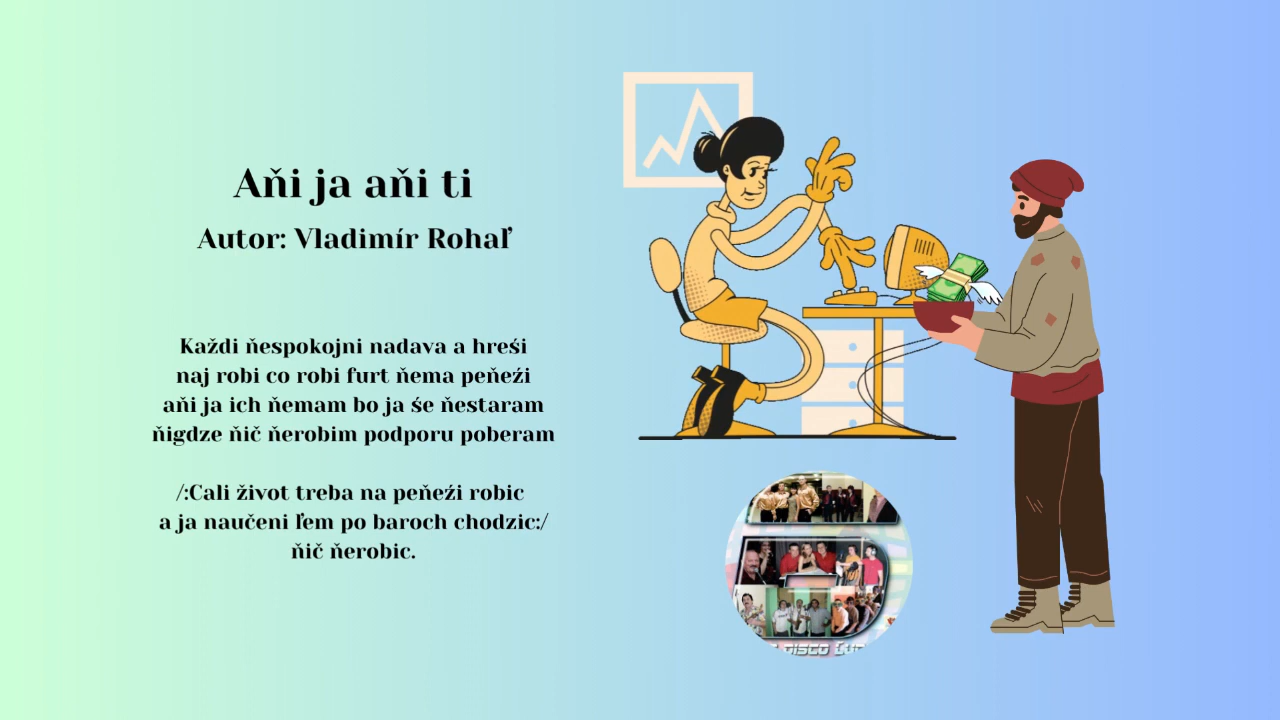 Aňi ja aňi ti
Autor: Vladimír Rohaľ
Každi ňespokojni nadava a hreśi
naj robi co robi furt ňema peňeźi
aňi ja ich ňemam bo ja śe ňestaram
ňigdze ňič ňerobim podporu poberam
/:Cali život treba na peňeźi robic
a ja naučeni ľem po baroch chodzic:/
ňič ňerobic.
DISCO